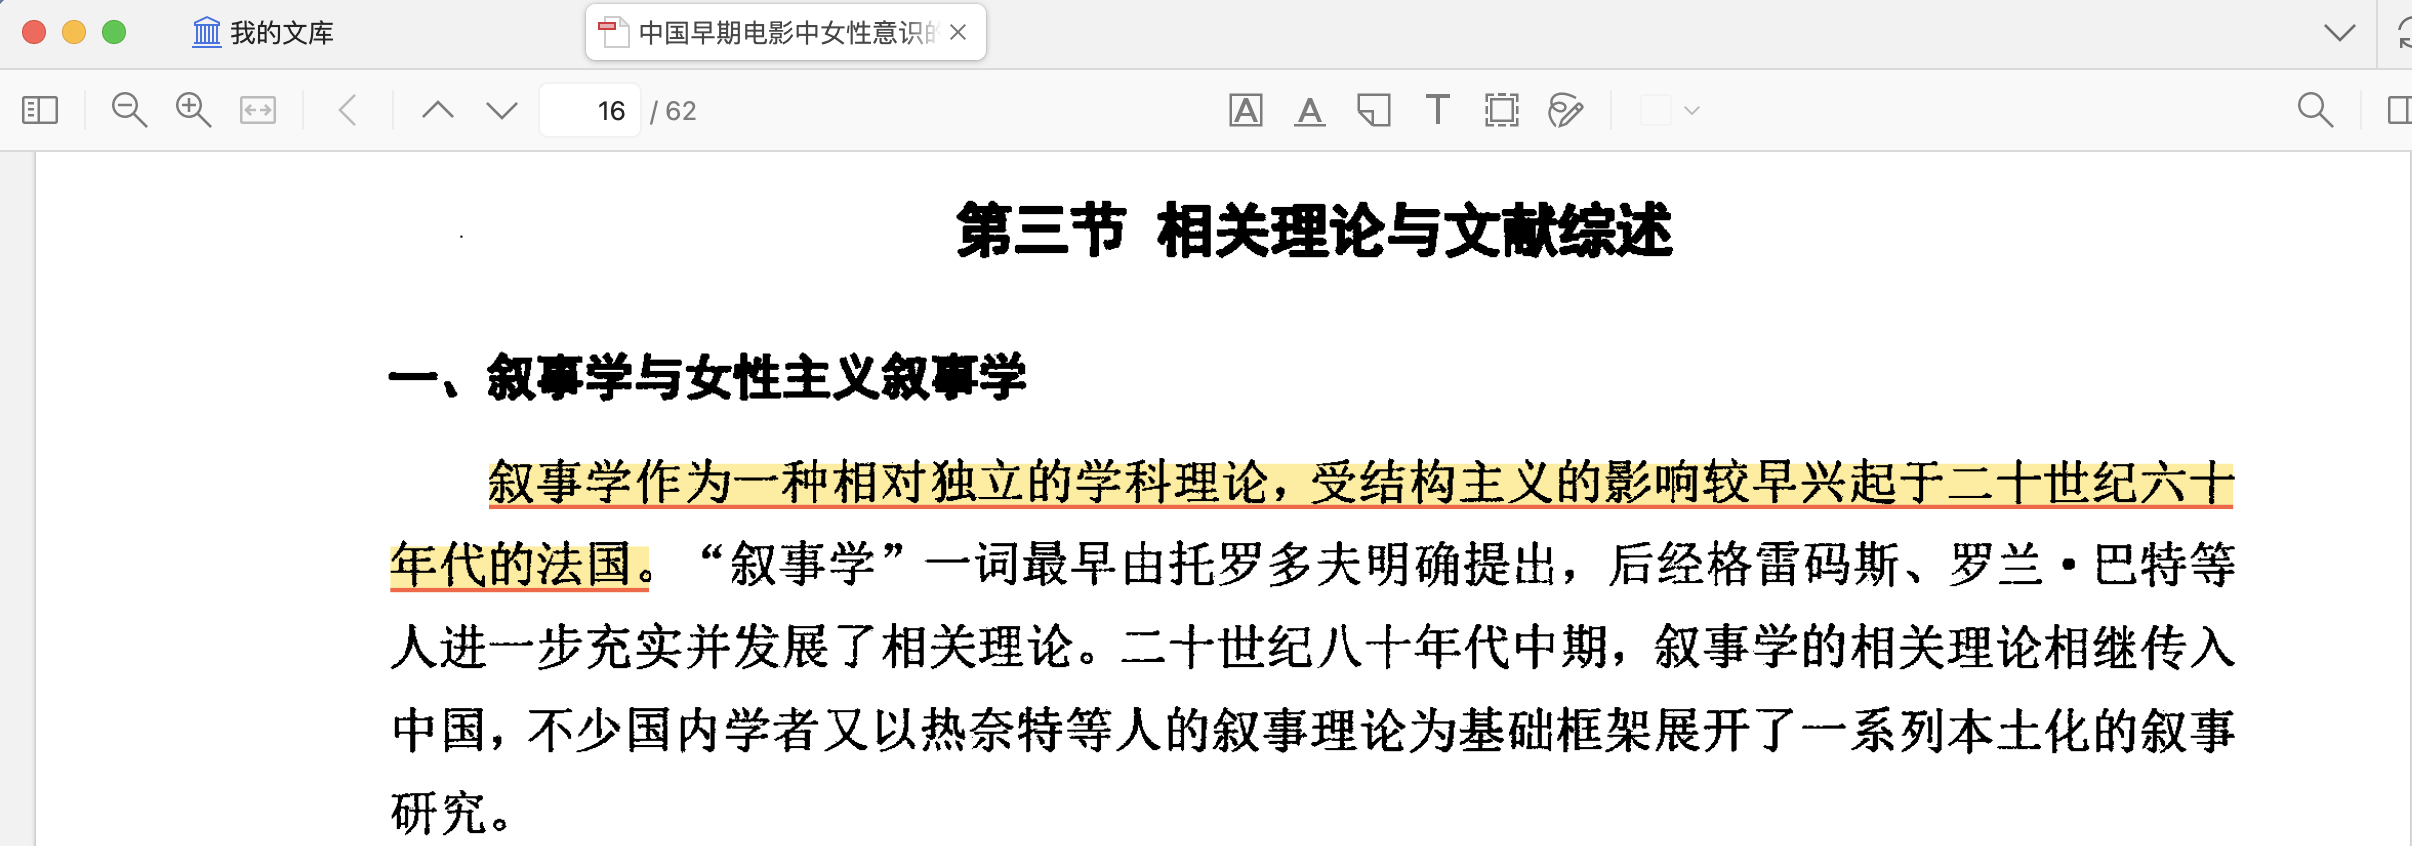 我的文库
中国早期电影中女性意识
16 / 62
第三节 相关理论与文献综述
一、叙事学与女性主义叙事学
叙事学作为一种相对独立的学科理论，受结构主义的影响较早兴起于二十世纪六十
年代的法国。“叙事学”一词最早由托罗多夫明确提出，后经格雷码斯、罗兰·巴特等
人进一步充实并发展了相关理论。二十世纪八十年代中期，叙事学的相关理论相继传入
中国，不少国内学者又以热奈特等人的叙事理论为基础框架展开了一系列本土化的叙事
研究。